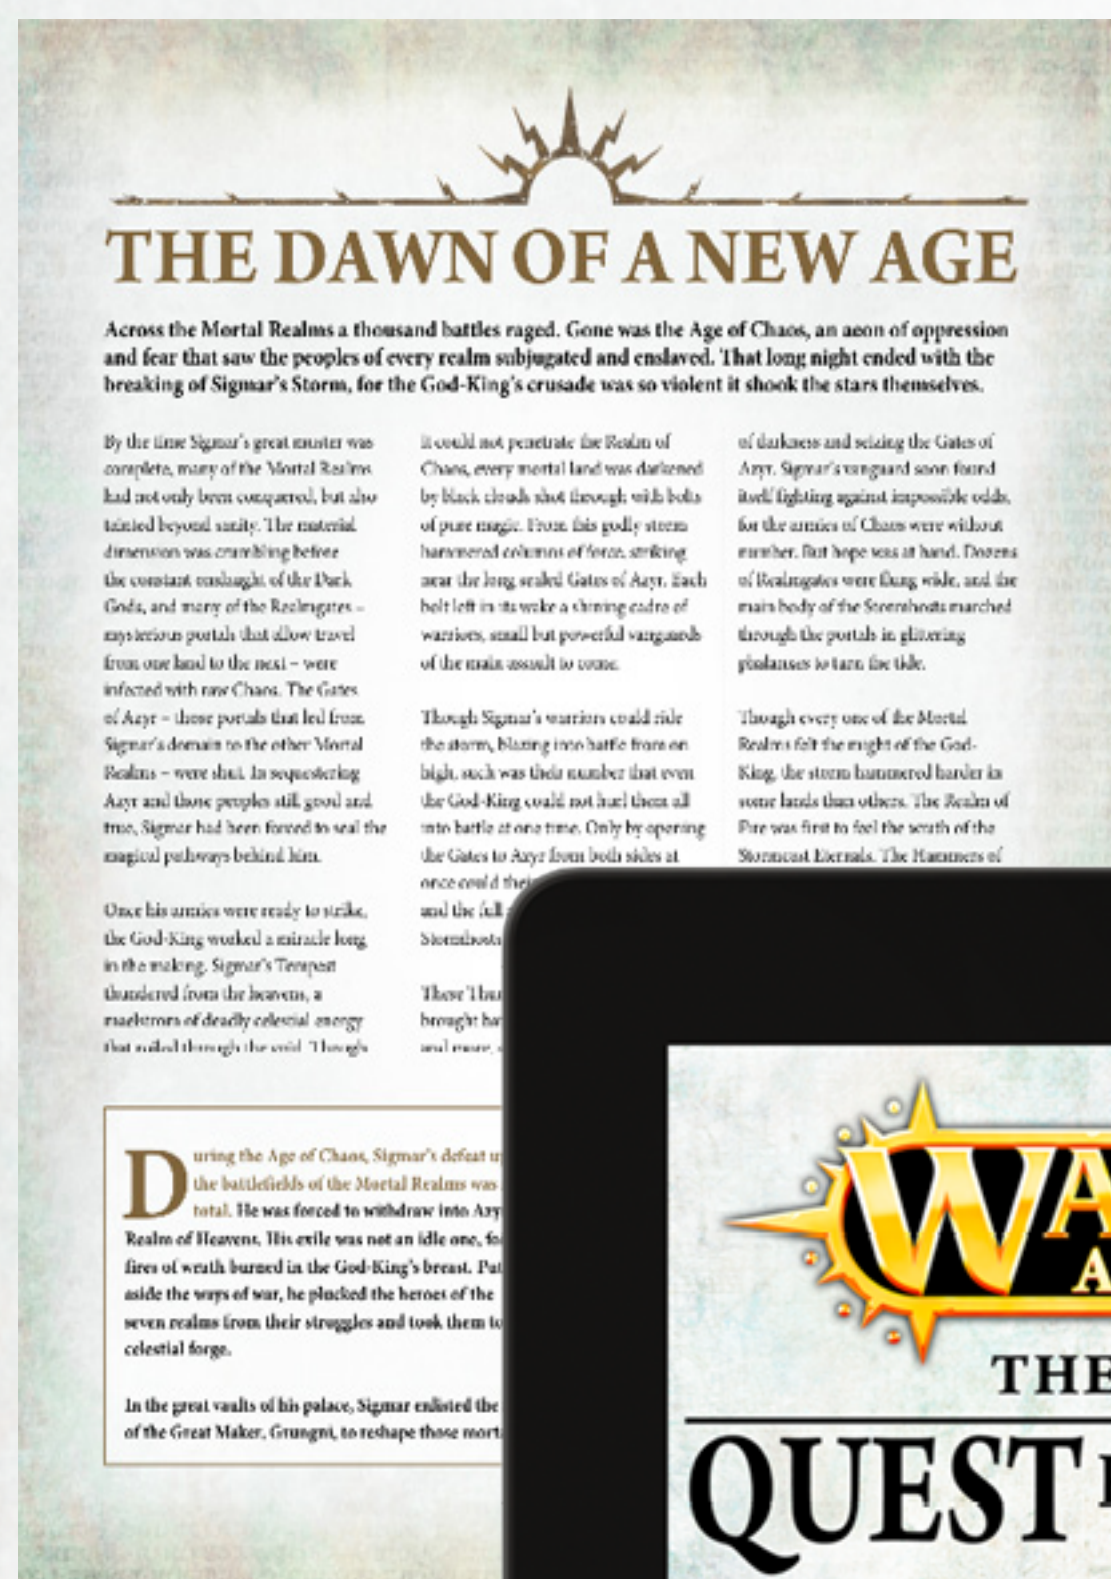 THE DAWN OF A NEW AGE
Across the Mortal Realms a thousand battles raged. Gone was the Age of Chaos, an aeon of oppression
and fear that saw the peoples of every realm subjugated and enslaved. That long night ended with the
breaking of Sigmar's Storm, for the God-King's crusade was so violent it shook the stars themselves.
By the time Sigmar's great muster was
complete, many of the Mortal Realms
had not only been conquered, but also
tainted beyond sanity. The material
dimension was crumbling before
the constant onslaught of the Dark
Gods, and many of the Realmgates –
mysterious portals that allow travel
from one land to the next – were
infected with raw Chaos. The Gates
of Azyr – those portals that led from
Sigmar's domain to the other Mortal
Realms – were shut. In sequestering
Azyr and those peoples still good and
true, Sigmar had been forced to seal the
magical pathways behind him.
Once his armies were ready to strike,
the God-King worked a miracle long
in the making. Sigmar's Tempest
thundered from the heavens, a
maelstrom of deadly celestial energy
that roiled through the void. Though
it could not penetrate the Realm of
Chaos, every mortal land was darkened
by black clouds shot through with bolts
of pure magic. From this godly storm
hammered columns of force, striking
near the long sealed Gates of Azyr. Each
bolt left in its wake a shining cadre of
warriors, small but powerful vanguards
of the main assault to come.
Though Sigmar's warriors could ride
the storm, blazing into battle from on
high, such was their number that even
the God-King could not hurl them all
into battle at one time. Only by opening
the Gates to Azyr from both sides at
once could thei
and the full
Stormhosts
These Thu
brought ba
and more,
of darkness and seizing the Gates of
Azyr. Sigmar's vanguard soon found
itself fighting against impossible odds,
for the armies of Chaos were without
number. But hope was at hand. Dozens
of Realmgates were flung wide, and the
main body of the Stormhosts marched
through the portals in glittering
phalanxes to turn the tide.
Though every one of the Mortal
Realms felt the might of the God-
King, the storm hammered harder in
some lands than others. The Realm of
Fire was first to feel the wrath of the
Stormcast Eternals. The Hammers of
During the Age of Chaos, Sigmar's defeat u
the battlefields of the Mortal Realms was
total. He was forced to withdraw into Azy
Realm of Heavens. His exile was not an idle one, fo
fires of wrath burned in the God-King's breast. Put
aside the ways of war, he plucked the heroes of the
seven realms from their struggles and took them to
celestial forge.
In the great vaults of his palace, Sigmar enlisted the
of the Great Maker, Grungni, to reshape those mort
WA
A
THE
QUEST